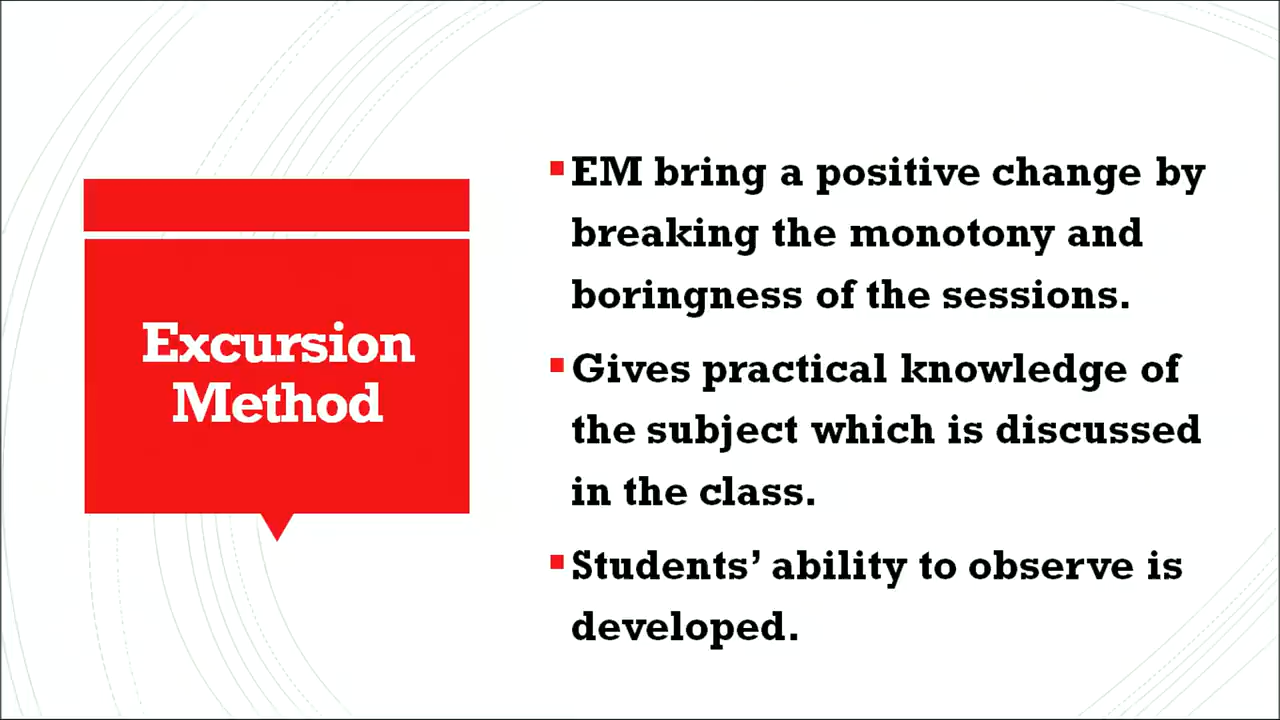 Excursion
Method
EM bring a positive change by
breaking the monotony and
boringness of the sessions.
Gives practical knowledge of
the subject which is discussed
in the class.
Students’ ability to observe is
developed.